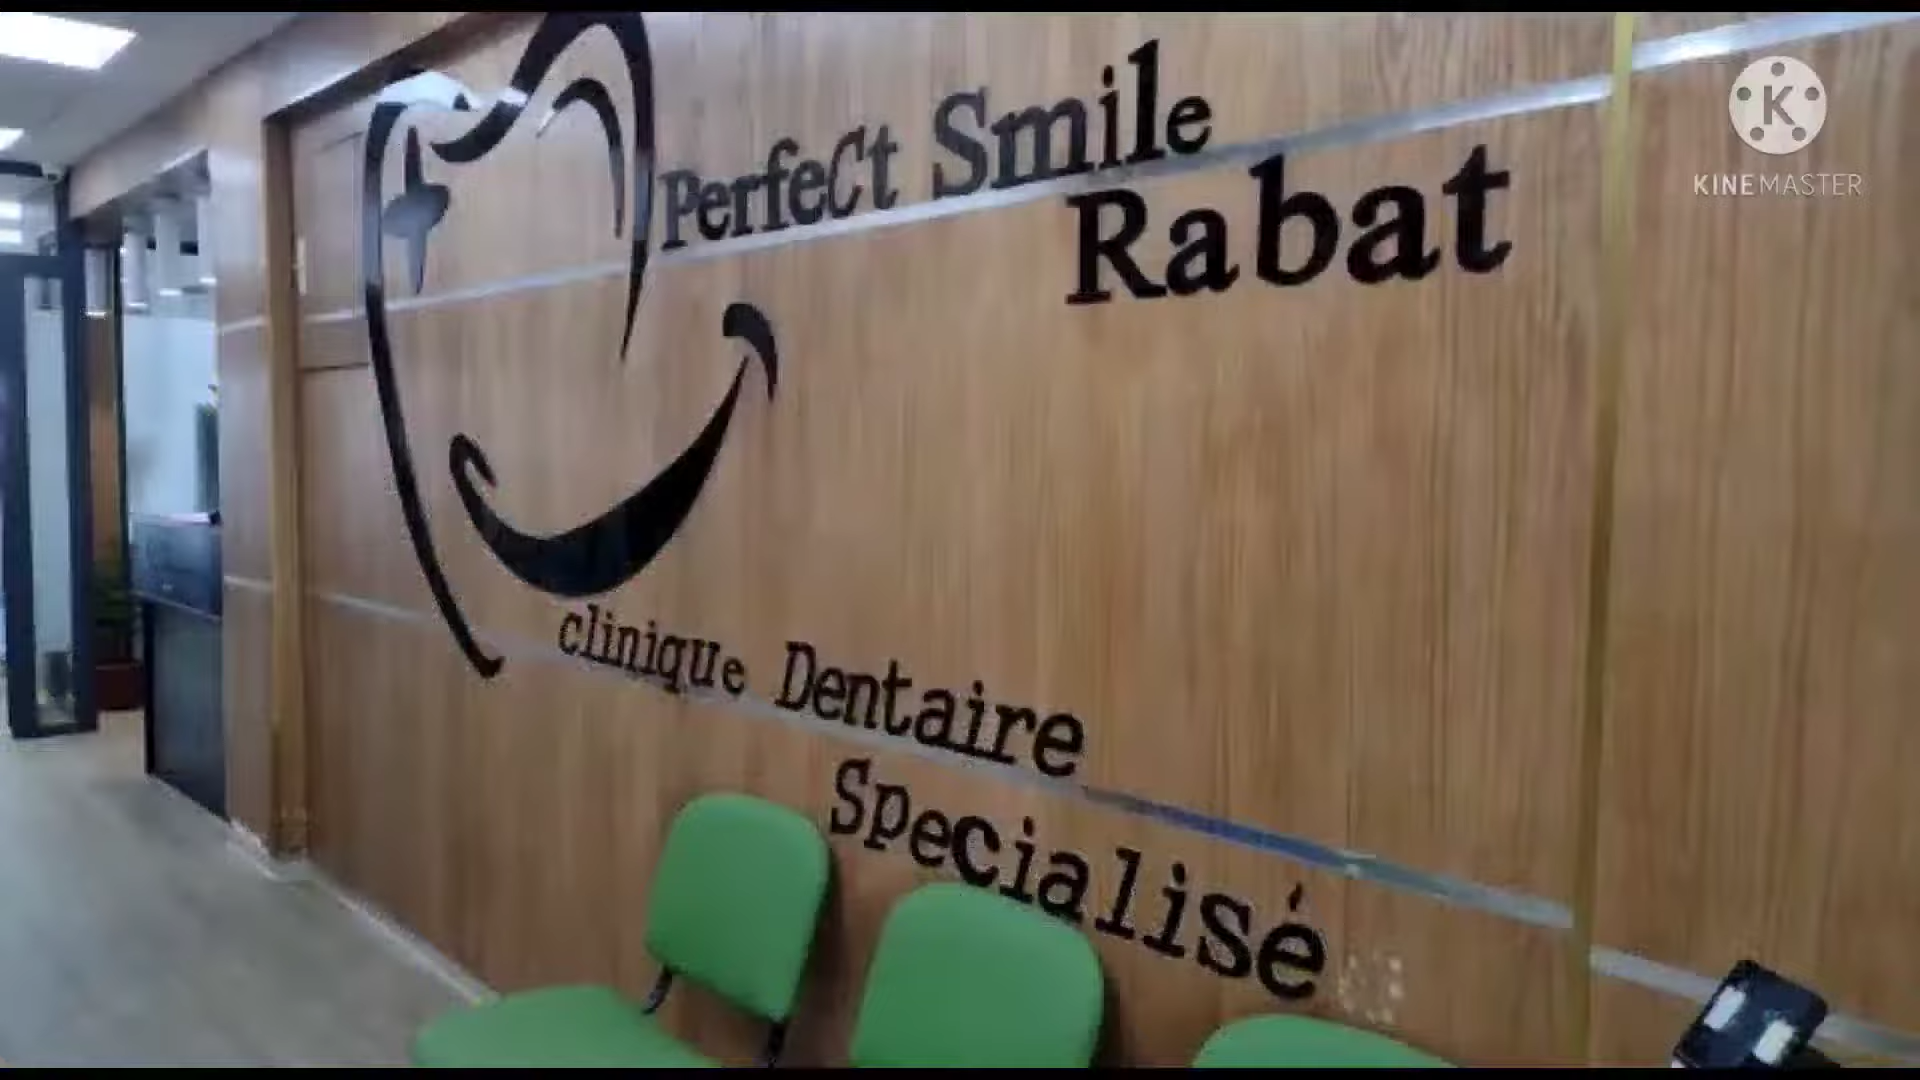 PerfeCt Smile
Rabat
clinique Dentaire
Specialisé
K
KINEMASTER